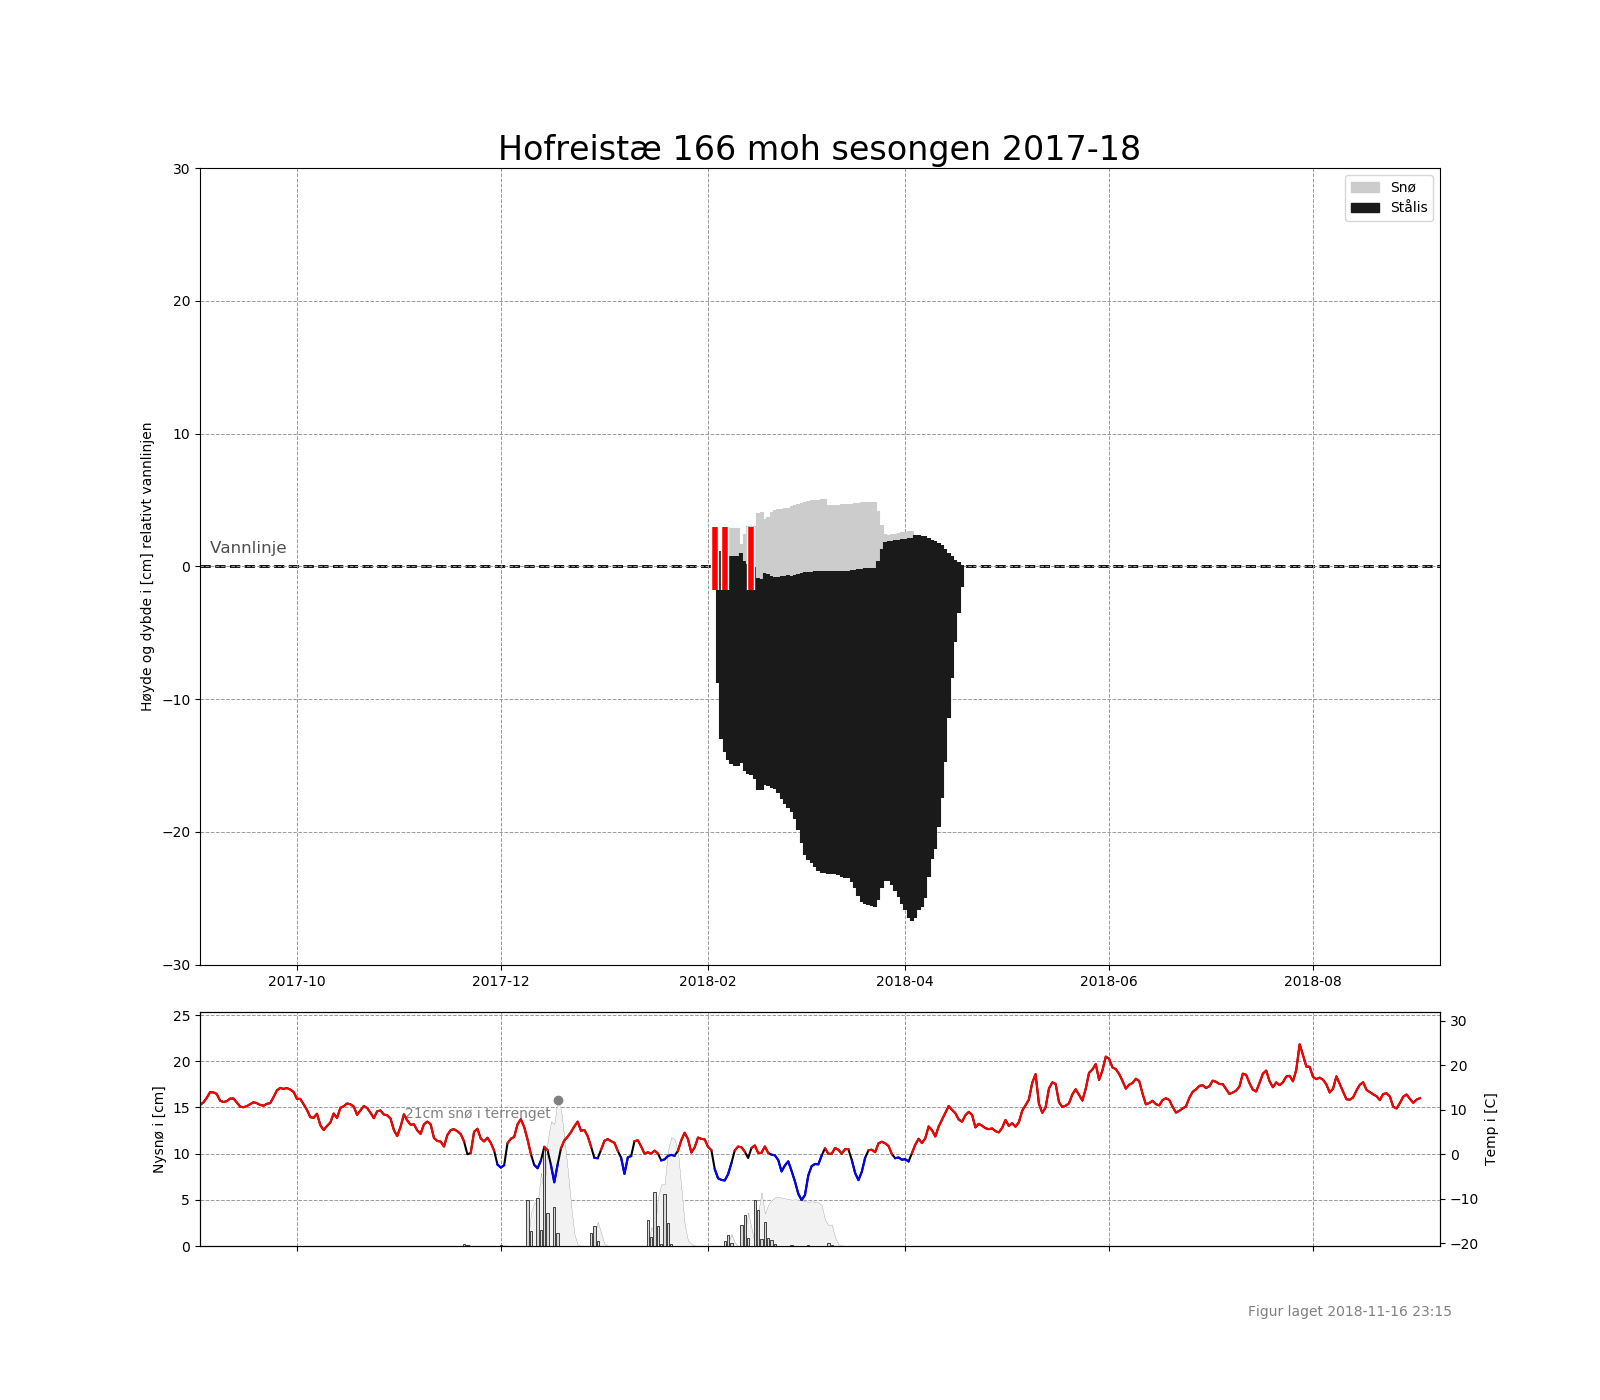 Hofreistæ 166 moh sesongen 2017-18
30
20
10
0
−10
−20
−30
Høyde og dybde i [cm] relativt vannlinjen
Vannlinje
Snø
Stålis
2017-10
2017-12
2018-02
2018-04
2018-06
2018-08
25
20
15
10
5
0
Nysnø i [cm]
21cm snø i terrenget
30
20
10
0
−10
−20
Temp i [C]
Figur laget 2018-11-16 23:15